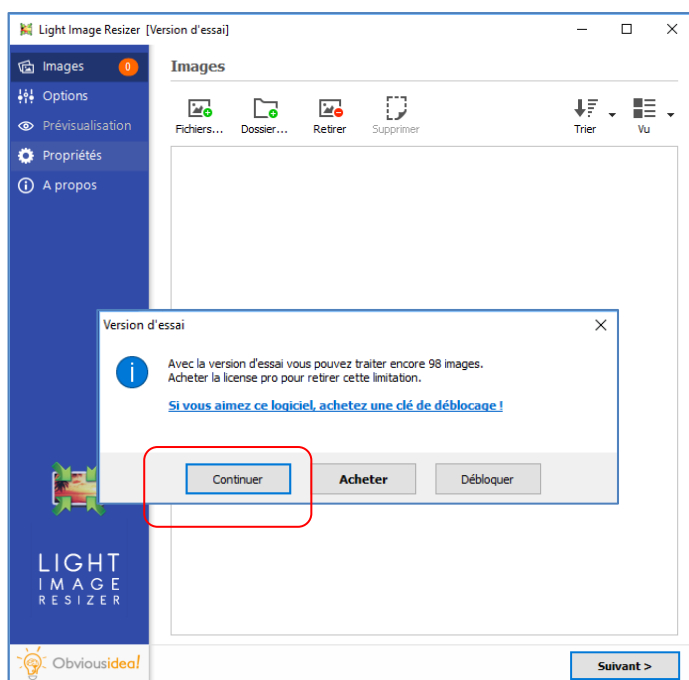 Light Image Resizer [Version d'essai]
Images 0
Options
Prévisualisation
Propriétés
A propos
Images
Fichiers... Dossier... Retirer Supprimer Trier Vu
Version d'essai
Avec la version d'essai vous pouvez traiter encore 98 images.
Acheter la license pro pour retirer cette limitation.
Si vous aimez ce logiciel, achetez une clé de déblocage !
Continuer Acheter Débloquer
LIGHT
IMAGE
RESIZER
Obviousidea!
Suivant >